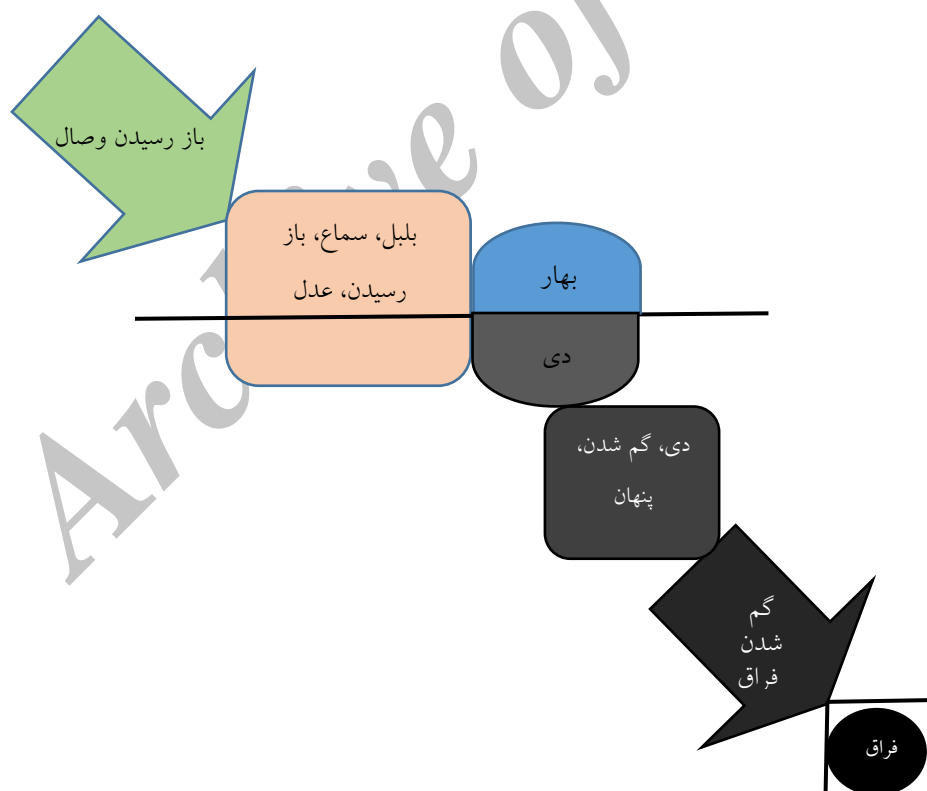 Archive of
باز رسیدن وصال
بلبل، سماع، باز
رسیدن، عدل
بهار
دی
دی، گم شدن،
پنهان
گم
شدن
فراق
فراق